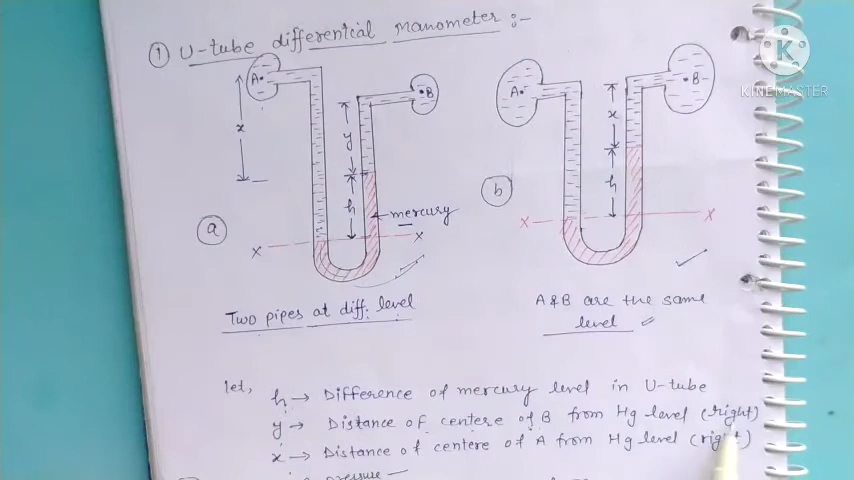 ① U-tube differential manometer :-
A
B
x
y
h
mercury
x
x
a
Two pipes at diff. level
A
B
x
h
x
x
b
A & B are the same
level
let,
h → Difference of mercury level in U-tube
y → Distance of centere of B from Hg level (right)
x → Distance of centere of A from Hg level (right)
pressure
K
KINEMASTER